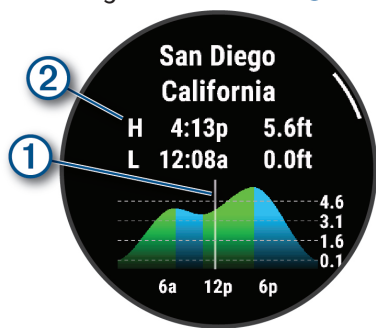 San Diego
California
H 4:13p 5.6ft
L 12:08a 0.0ft
2
1
4.6
3.1
1.6
0.1
6a 12p 6p